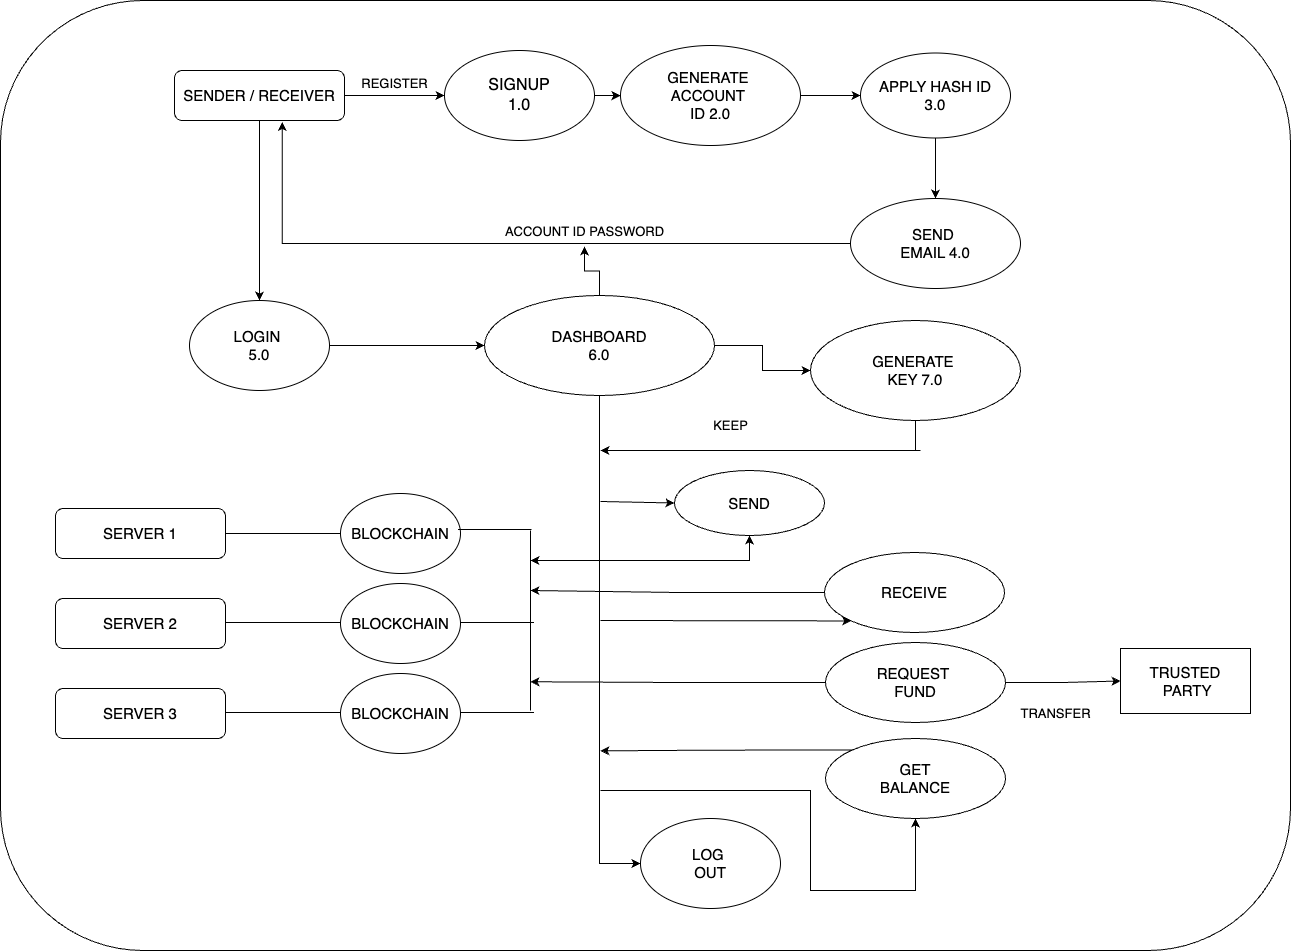 SENDER / RECEIVER
REGISTER
SIGNUP
1.0
GENERATE
ACCOUNT
ID 2.0
APPLY HASH ID
3.0
ACCOUNT ID PASSWORD
SEND
EMAIL 4.0
LOGIN
5.0
DASHBOARD
6.0
GENERATE
KEY 7.0
KEEP
SEND
SERVER 1
BLOCKCHAIN
RECEIVE
SERVER 2
BLOCKCHAIN
REQUEST
FUND
TRANSFER
TRUSTED
PARTY
SERVER 3
BLOCKCHAIN
GET
BALANCE
LOG
OUT